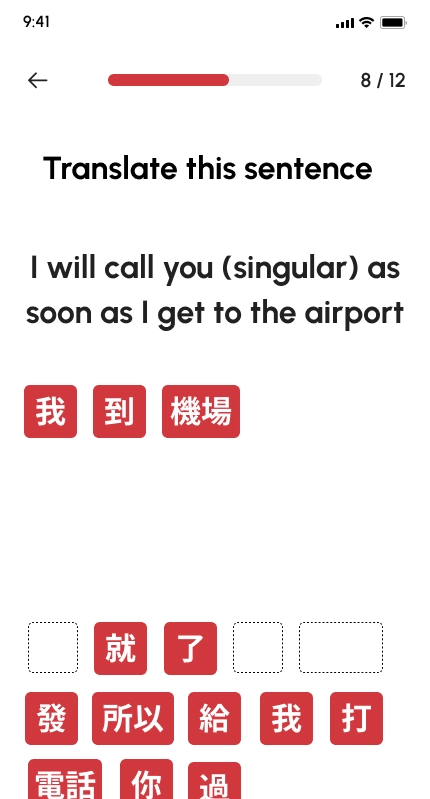 9:41
8 / 12
Translate this sentence
I will call you (singular) as
soon as I get to the airport
我 到 機場
就 了
發 所以 給 我 打
電話 你 過